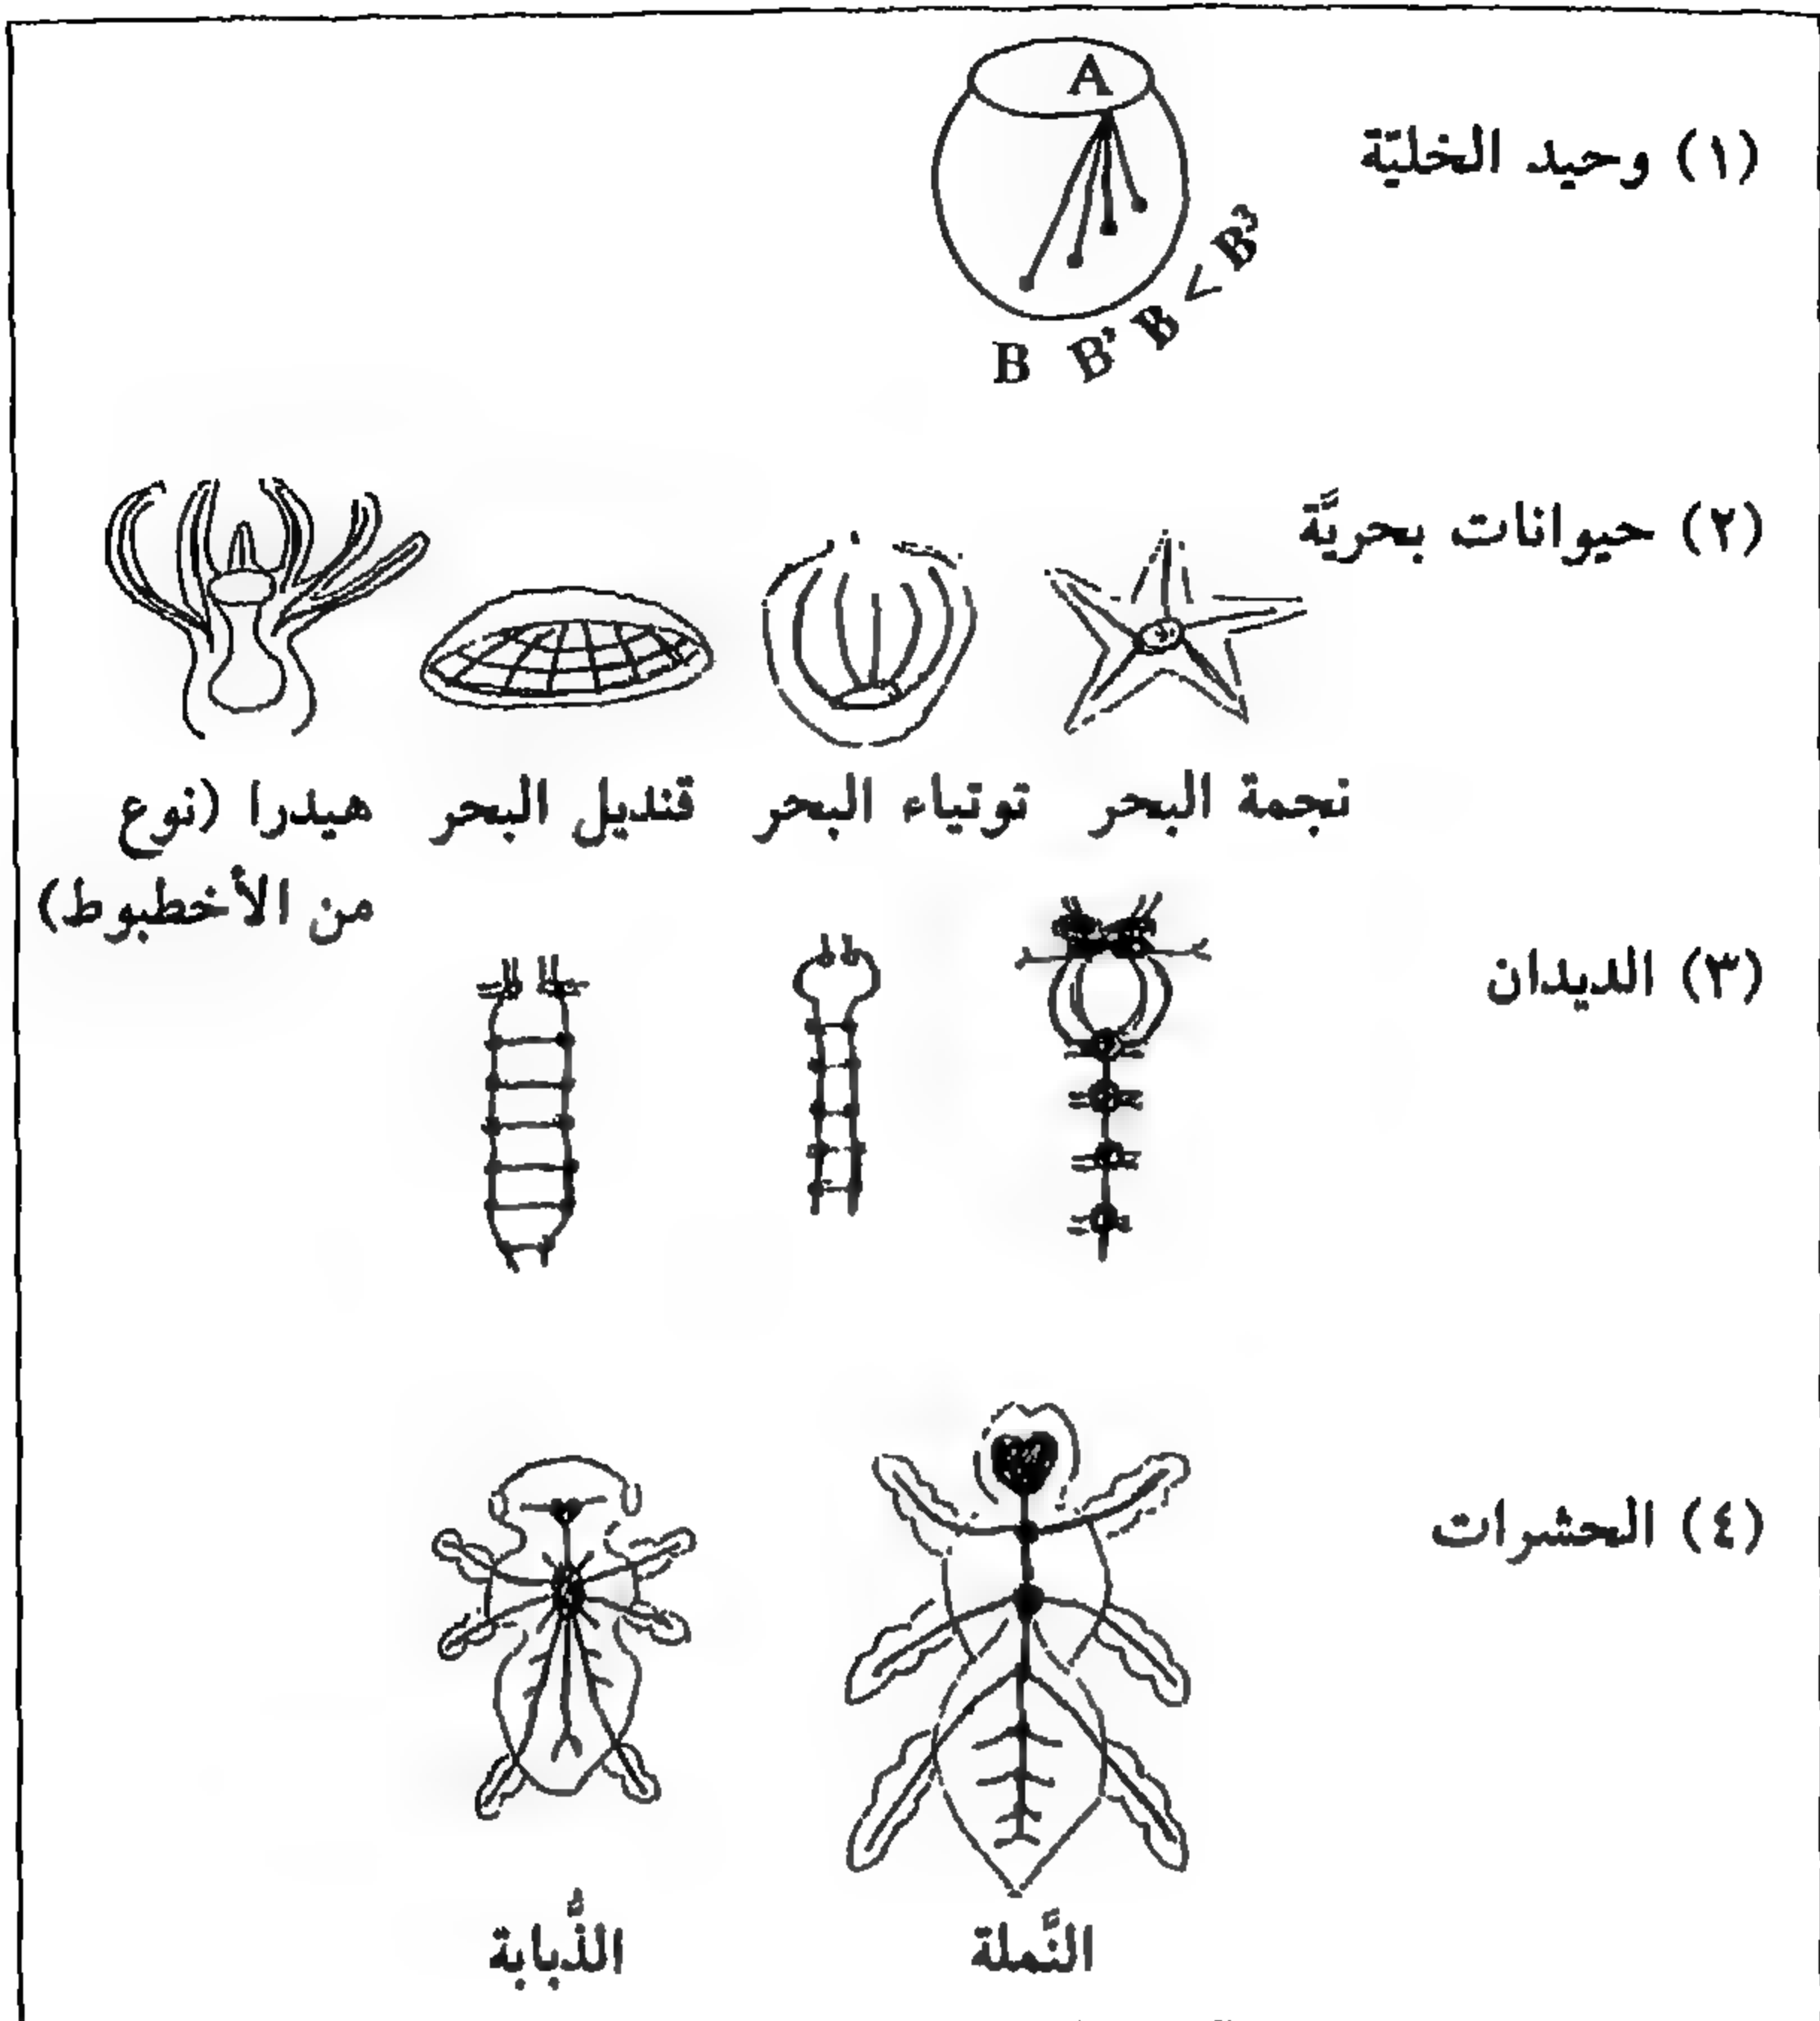 A
(١) وحيد الخليّة
B B’ B < B³
(٢) حيوانات بحريّة
نجمة البحر توتياء البحر قنديل البحر هيدرا (نوع
من الأخطبوط)
(٣) الديدان
(٤) الحشرات
النَّملة الذُّبابة